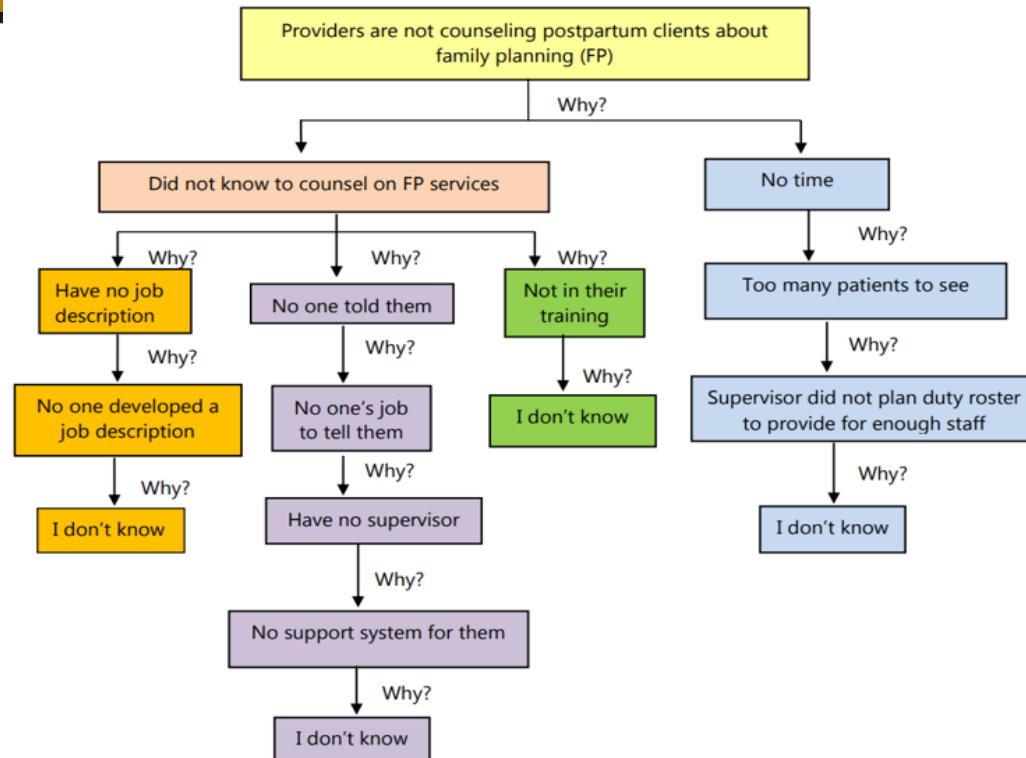 Providers are not counseling postpartum clients about
family planning (FP)
Why?
Did not know to counsel on FP services
No time
Why?
Why?
Why?
Why?
Have no job
description
No one told them
Not in their
training
Too many patients to see
Why?
Why?
Why?
Why?
No one developed a
job description
No one's job
to tell them
I don't know
Supervisor did not plan duty roster
to provide for enough staff
Why?
Why?
Why?
I don't know
Have no supervisor
I don't know
Why?
No support system for them
Why?
I don't know